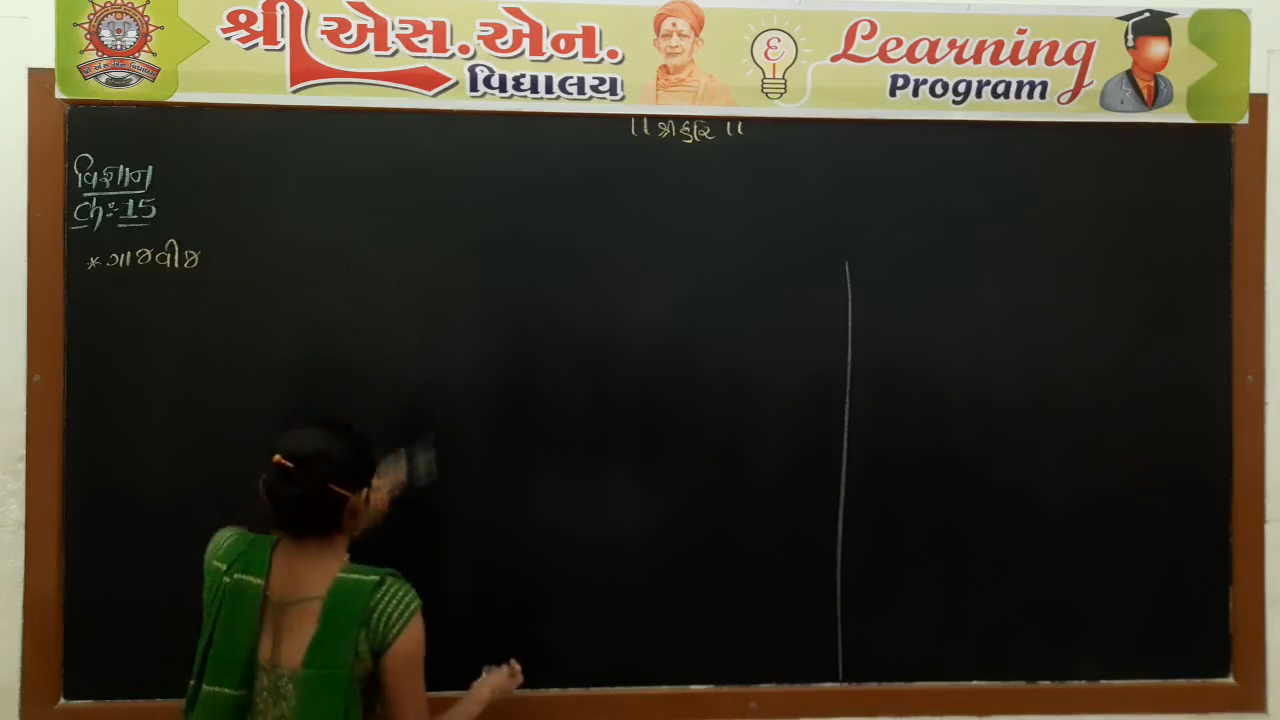 શ્રી એસ.એન.
વિદ્યાલય
Learning
Program
।। શ્રીહરિ ।।
વિજ્ઞાન
ch:-15
* ગાજવીજ